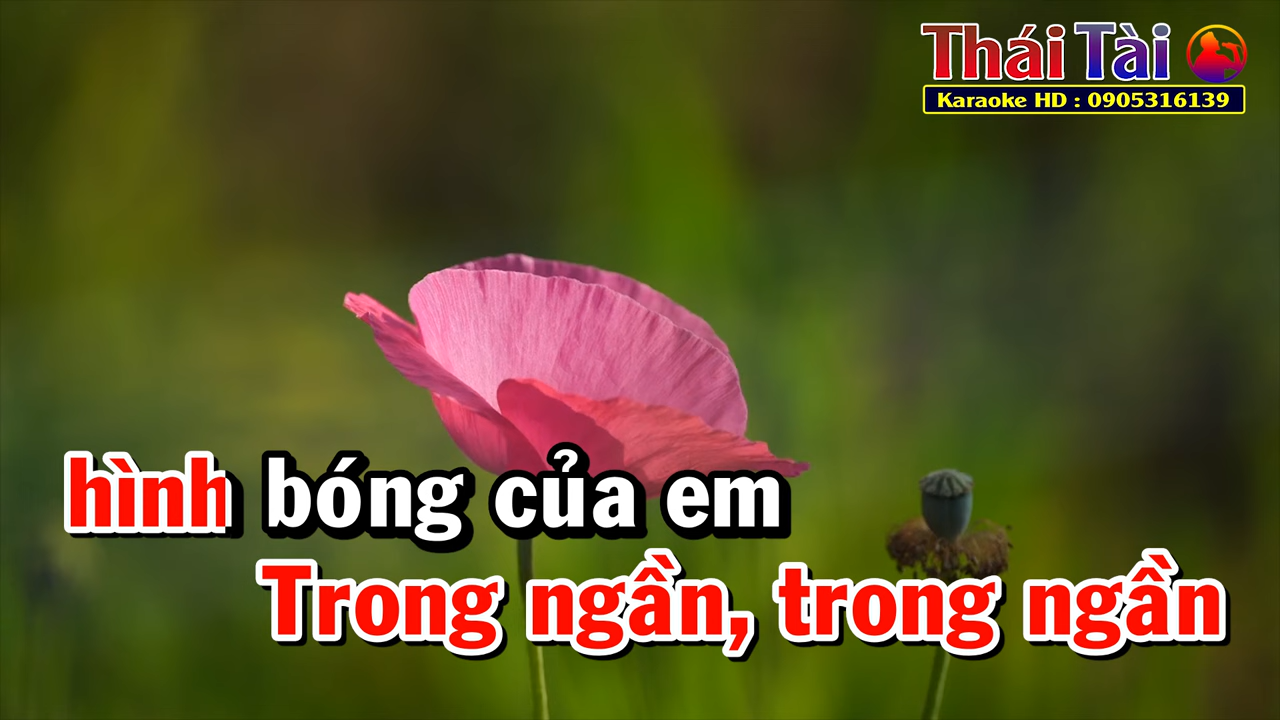 Thái Tài
Karaoke HD : 0905316139
hình bóng của em
Trong ngần, trong ngần